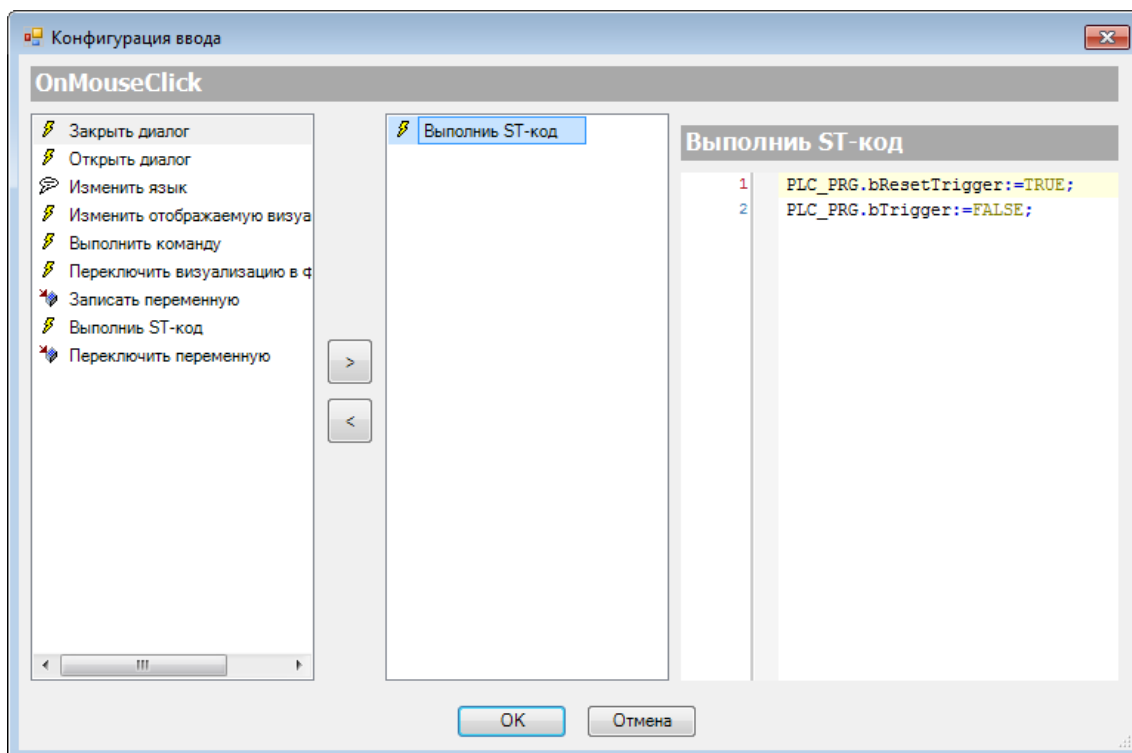 Конфигурация ввода
OnMouseClick
Закрыть диалог
Открыть диалог
Изменить язык
Изменить отображаемую визуа
Выполнить команду
Переключить визуализацию в ф
Записать переменную
Выполниь ST-код
Переключить переменную
>
<
Выполниь ST-код
Выполниь ST-код
1 PLC_PRG.bResetTrigger:=TRUE;
2 PLC_PRG.bTrigger:=FALSE;
OK
Отмена